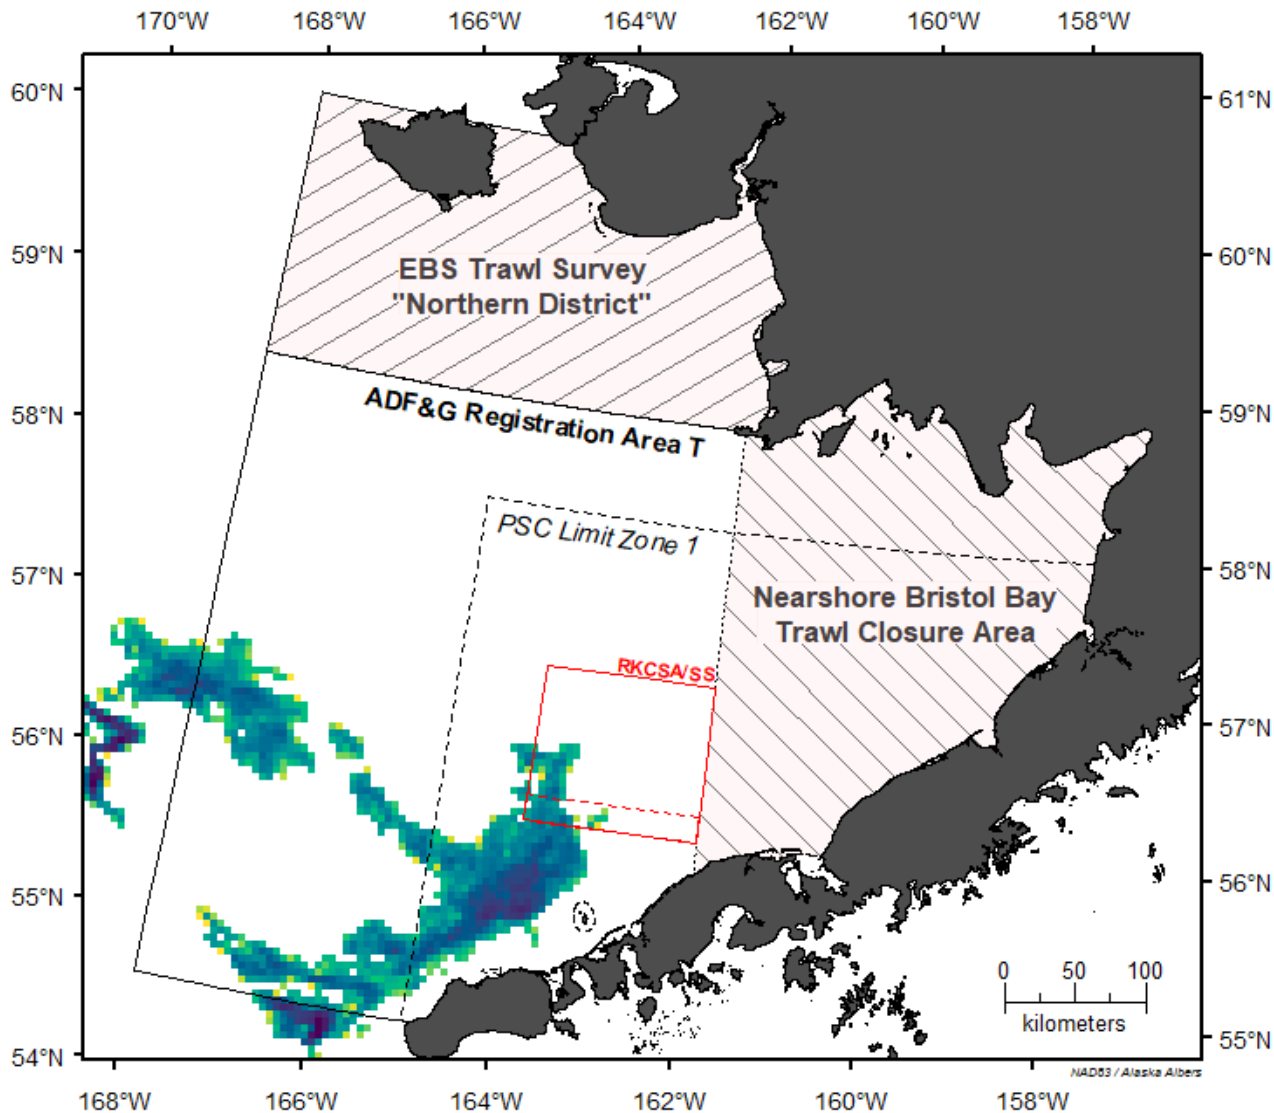 170°W 168°W 166°W 164°W 162°W 160°W 158°W
60°N
61°N
EBS Trawl Survey
"Northern District"
59°N
60°N
ADF&G Registration Area T
58°N
59°N
PSC Limit Zone 1
57°N
58°N
Nearshore Bristol Bay
Trawl Closure Area
RKCSA/SS
56°N
57°N
55°N
56°N
0 50 100
kilometers
54°N
55°N
NAD83 / Alaska Albers
168°W 166°W 164°W 162°W 160°W 158°W